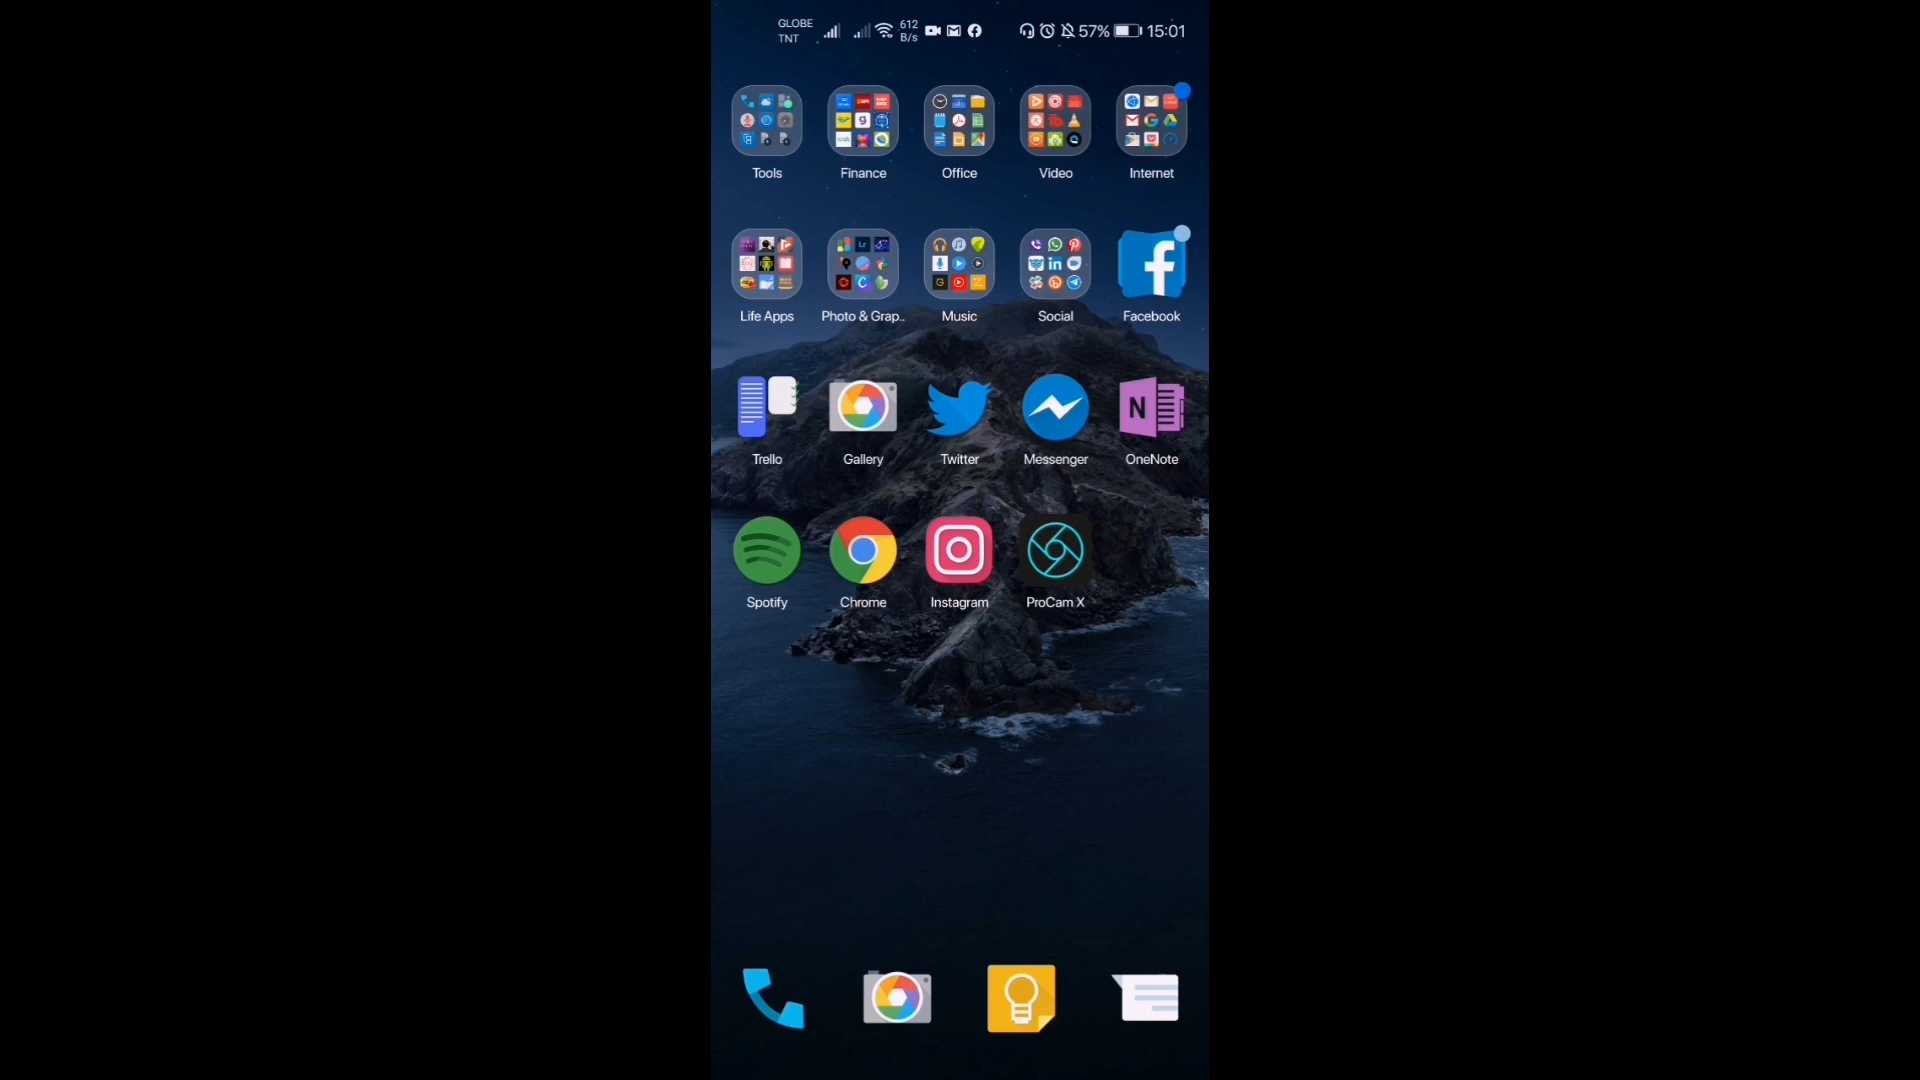 GLOBE
TNT
612
B/s
57%
15:01
Tools
Finance
Office
Video
Internet
Life Apps
Photo & Grap..
Music
Social
Facebook
Trello
Gallery
Twitter
Messenger
N
OneNote
Spotify
Chrome
Instagram
ProCam X